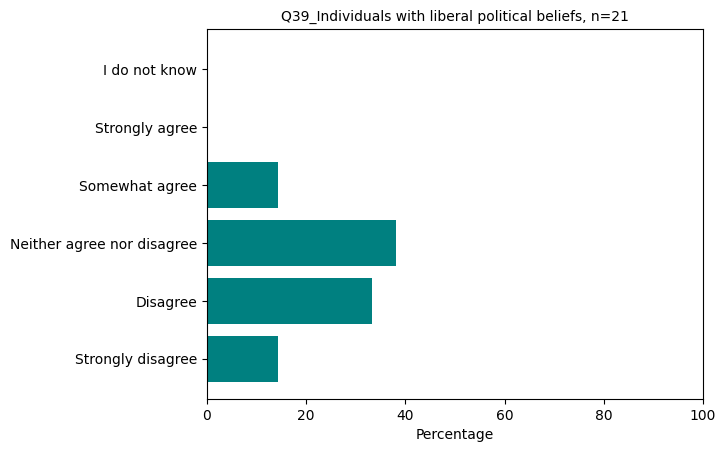 Q39_Individuals with liberal political beliefs, n=21
I do not know
Strongly agree
Somewhat agree
Neither agree nor disagree
Disagree
Strongly disagree
0 20 40 60 80 100
Percentage